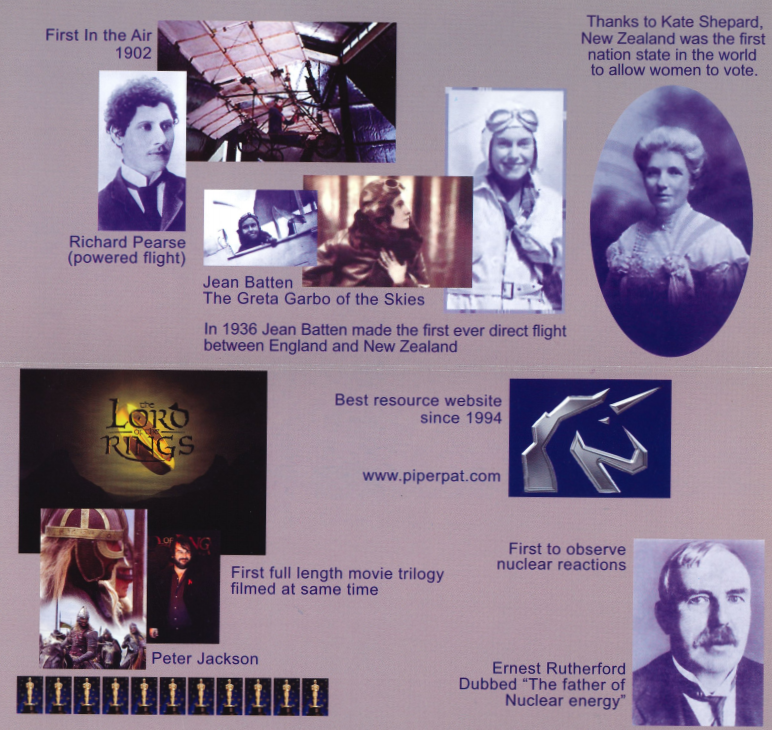 First In the Air
1902
Thanks to Kate Shepard,
New Zealand was the first
nation state in the world
to allow women to vote.
Richard Pearse
(powered flight)
Jean Batten
The Greta Garbo of the Skies
In 1936 Jean Batten made the first ever direct flight
between England and New Zealand
the
LORD
OF THE
RINGS
Best resource website
since 1994
www.piperpat.com
First full length movie trilogy
filmed at same time
Peter Jackson
First to observe
nuclear reactions
Ernest Rutherford
Dubbed “The father of
Nuclear energy”